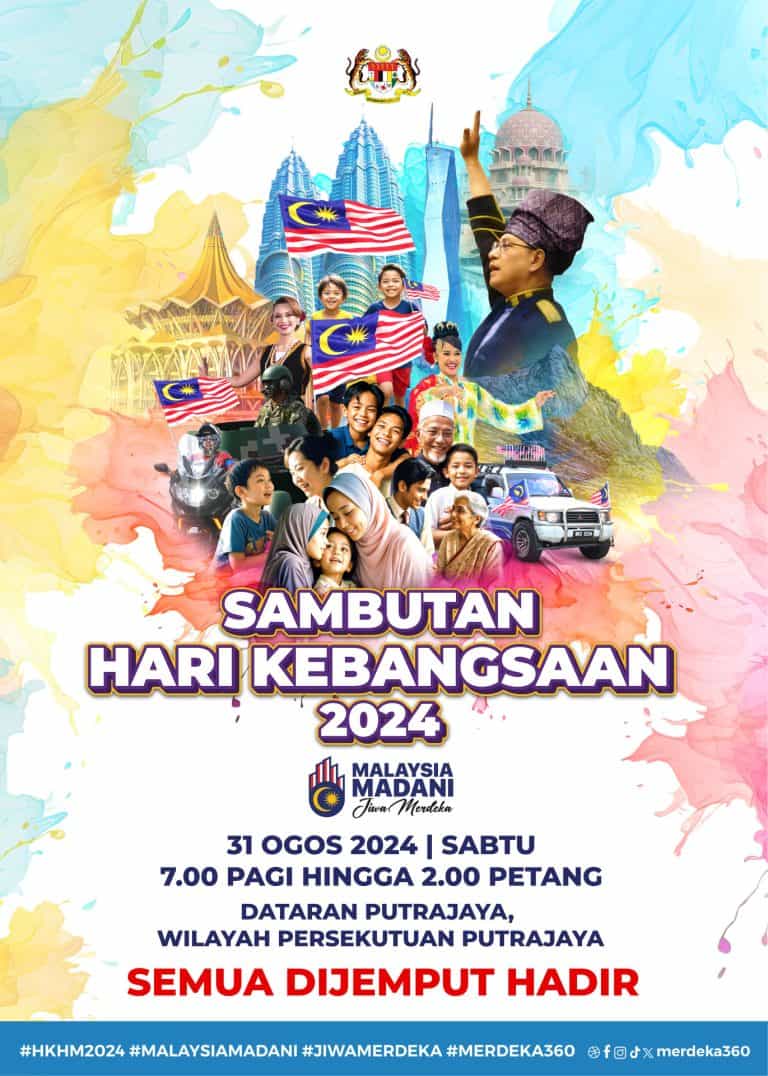 SAMBUTAN
HARI KEBANGSAAN
2024
MALAYSIA
MADANI
Jiwa Merdeka
31 OGOS 2024 | SABTU
7.00 PAGI HINGGA 2.00 PETANG
DATARAN PUTRAJAYA,
WILAYAH PERSEKUTUAN PUTRAJAYA
SEMUA DIJEMPUT HADIR
#HKHM2024 #MALAYSIAMADANI #JIWAMERDEKA #MERDEKA360 merdeka360